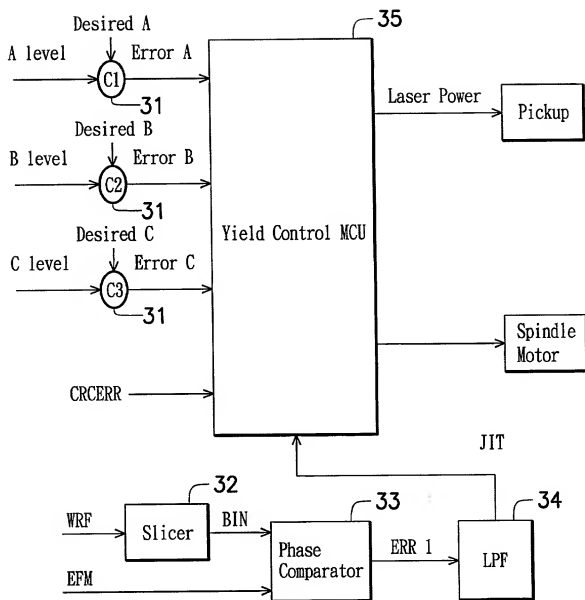 35
Desired A
A level
Error A
C1
31
Laser Power
Pickup
Desired B
B level
Error B
C2
31
Yield Control MCU
Desired C
C level
Error C
C3
31
Spindle
Motor
CRCERR
JIT
32
33
34
WRF
Slicer
BIN
Phase
Comparator
ERR 1
LPF
EFM